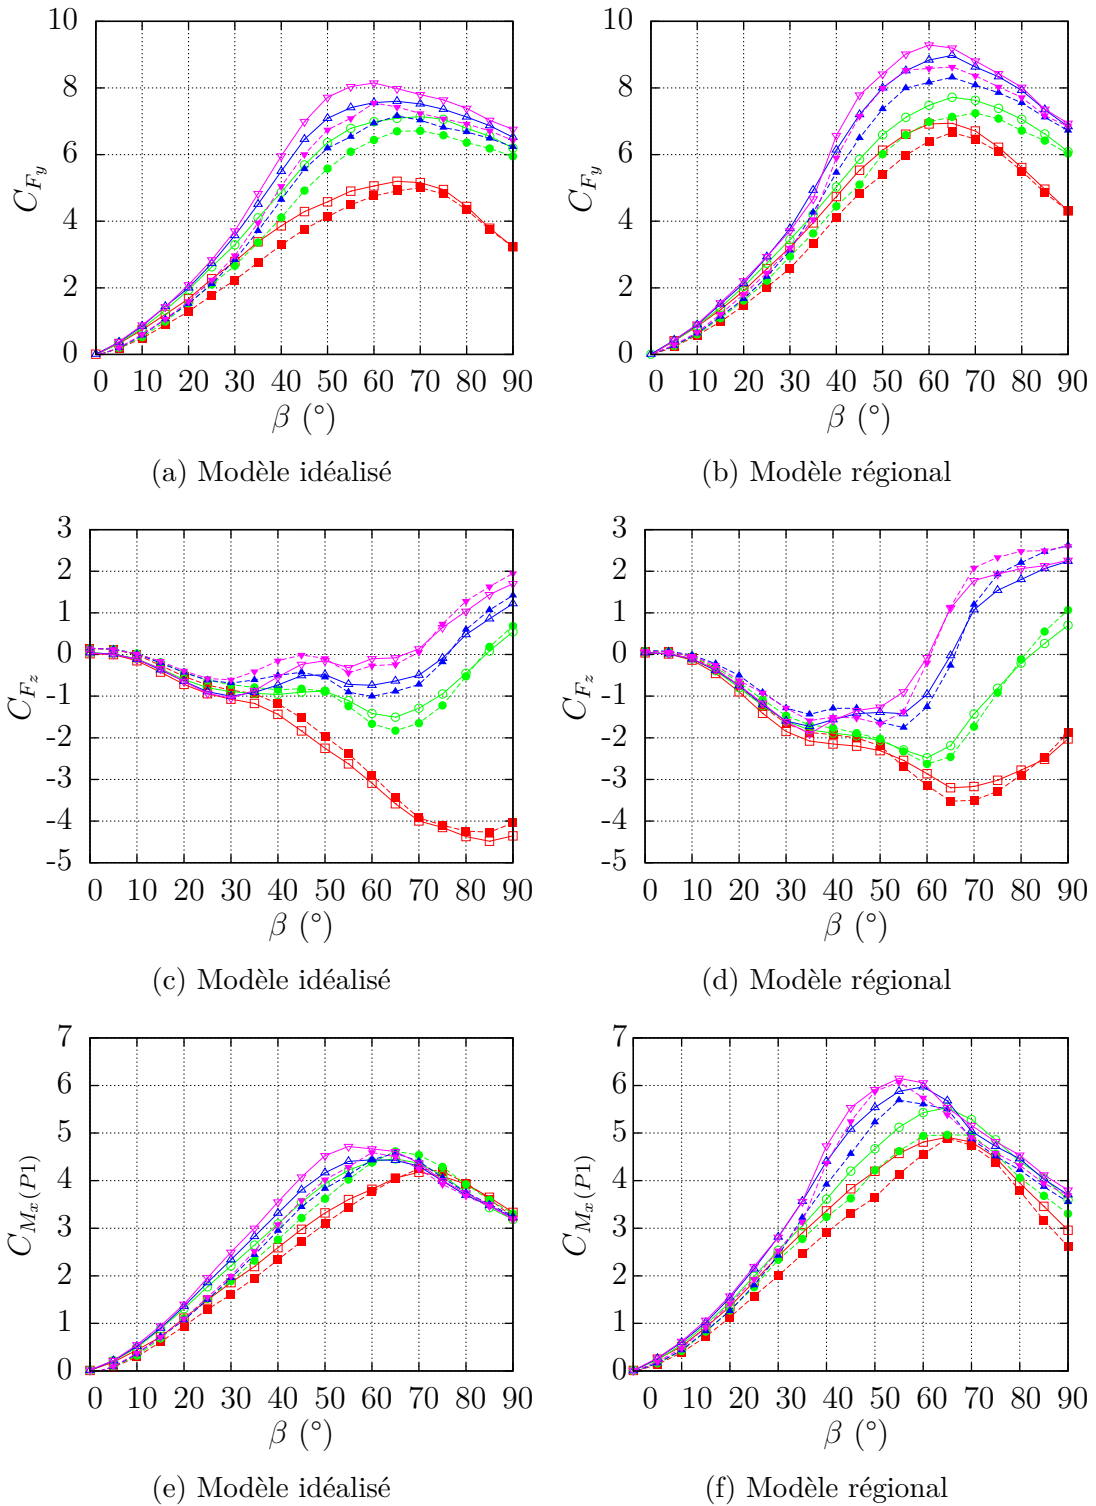 10
8
6
4
2
0
C_{F_y}
0 10 20 30 40 50 60 70 80 90
β (°)
(a) Modèle idéalisé
10
8
6
4
2
0
C_{F_y}
0 10 20 30 40 50 60 70 80 90
β (°)
(b) Modèle régional
3
2
1
0
-1
-2
-3
-4
-5
C_{F_z}
0 10 20 30 40 50 60 70 80 90
β (°)
(c) Modèle idéalisé
3
2
1
0
-1
-2
-3
-4
-5
C_{F_z}
0 10 20 30 40 50 60 70 80 90
β (°)
(d) Modèle régional
7
6
5
4
3
2
1
0
C_{M_x(P1)}
0 10 20 30 40 50 60 70 80 90
β (°)
(e) Modèle idéalisé
7
6
5
4
3
2
1
0
C_{M_x(P1)}
0 10 20 30 40 50 60 70 80 90
β (°)
(f) Modèle régional